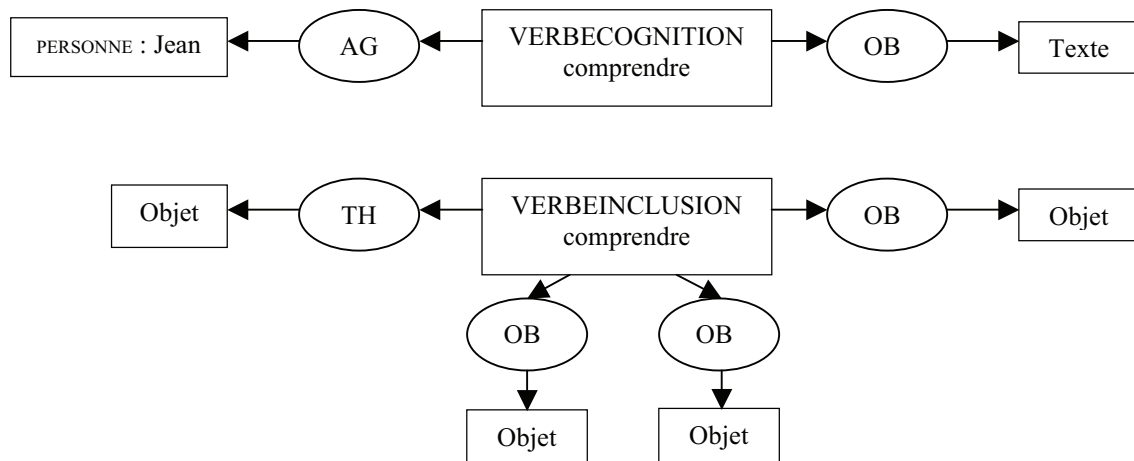 PERSONNE : Jean
AG
VERBECOGNITION
comprendre
OB
Texte
Objet
TH
VERBEINCLUSION
comprendre
OB
Objet
OB
OB
Objet
Objet